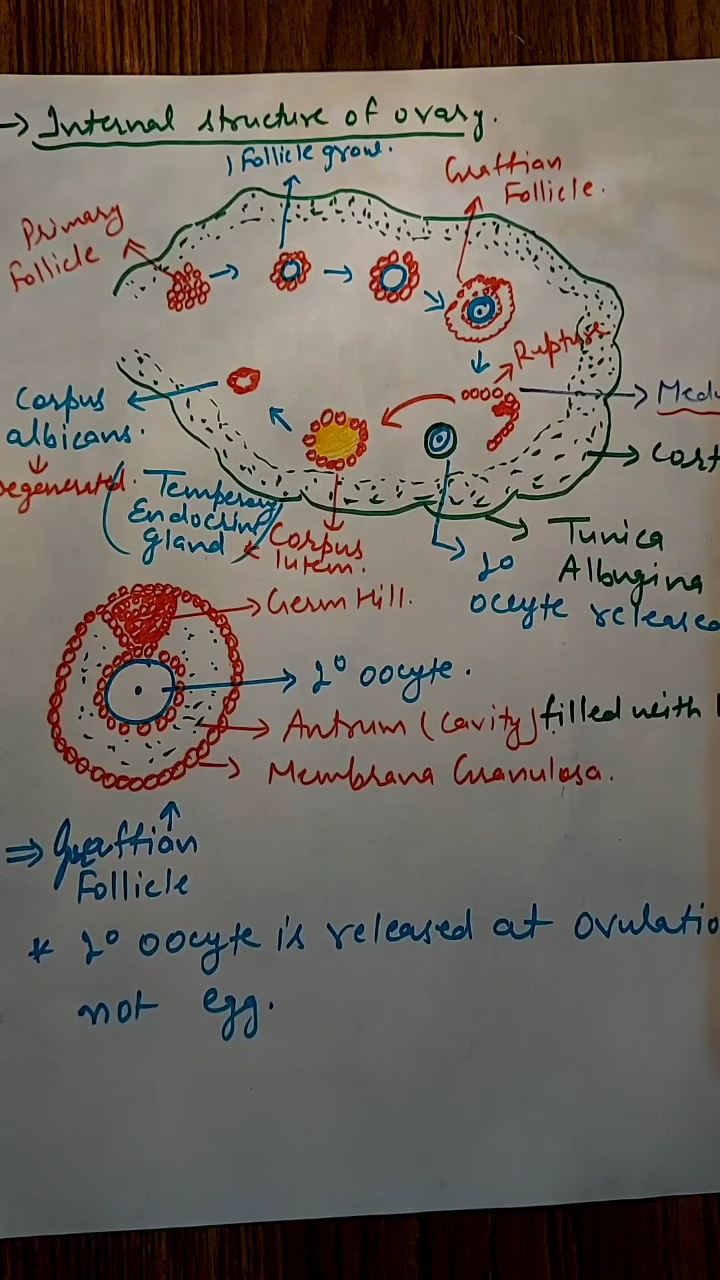 → Internal structure of ovary.
) Follicle grow.
Graffian
Follicle.
Primary
Follicle
Rupture
Medu
Corpus
albicans.
Cort
Degenerated.
(Temperory
Endocrine
gland)
Corpus
luteum.
Tunica
Albugina
2° oocyte released
Germ Hill.
2° oocyte.
Antrum (cavity) filled with
Membrana Granulosa.
⇒ Graffian
Follicle
* 2° oocyte is released at ovulatio
not egg.